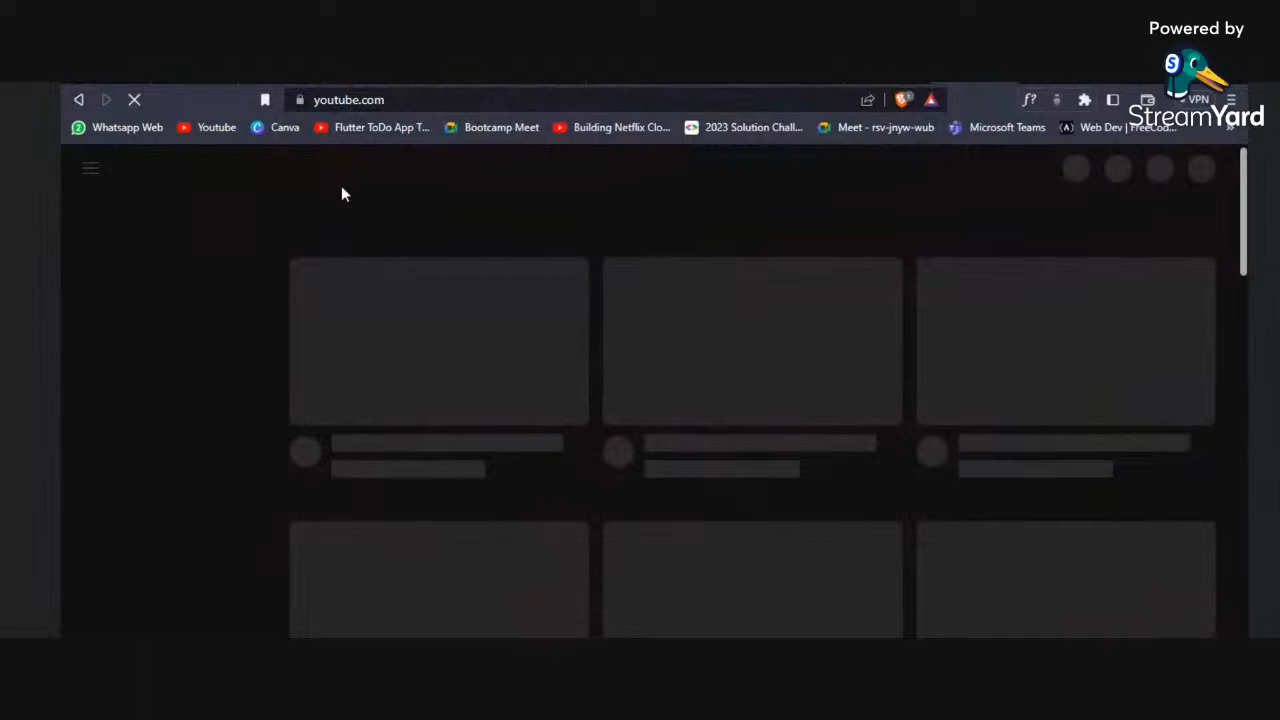 Powered by
StreamYard
youtube.com
VPN
Whatsapp Web
Youtube
Canva
Flutter ToDo App T...
Bootcamp Meet
Building Netflix Clo...
2023 Solution Chall...
Meet - rsv-jnyw-wub
Microsoft Teams
Web Dev | FreeCod...